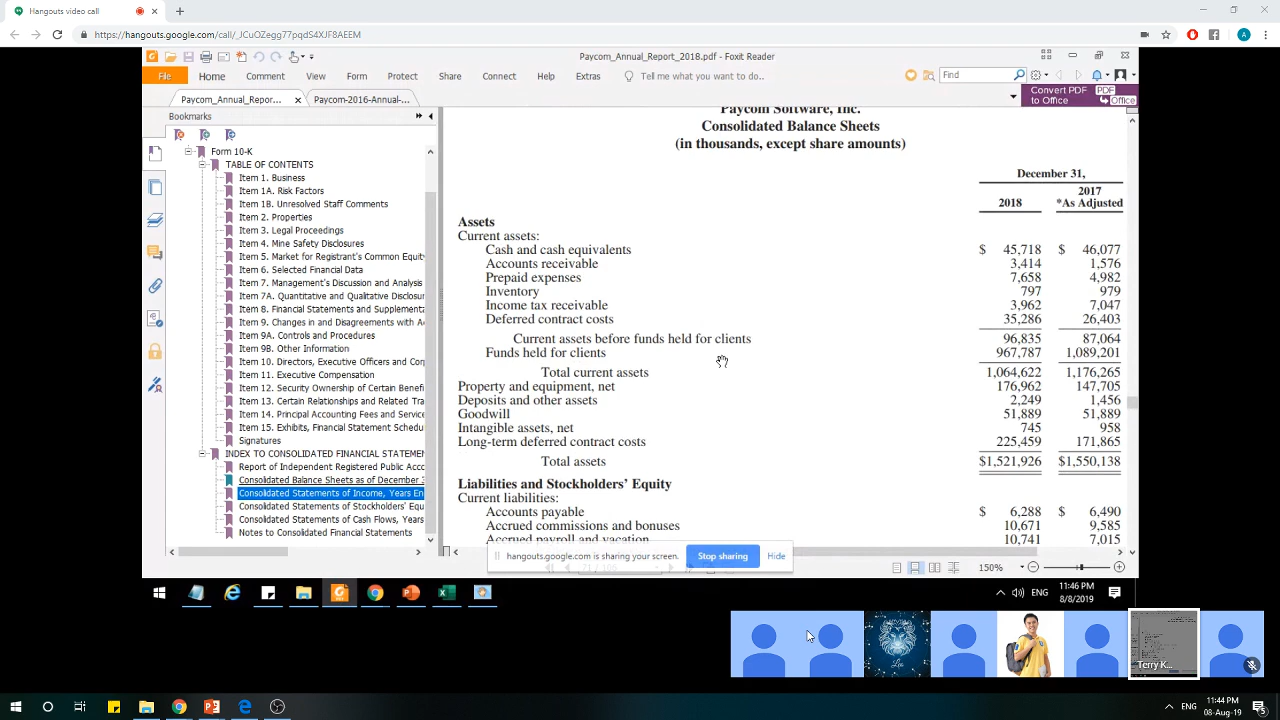 Hangouts video call
https://hangouts.google.com/call/_JCuOZegg77pqdS4XJF8AEEM
A
Paycom_Annual_Report_2018.pdf - Foxit Reader
File Home Comment View Form Protect Share Connect Help Extras Tell me what you want to do.. Find
Paycom_Annual_Repor... Paycom-2016-Annual-...
Convert PDF to Office
PDF
Office
Bookmarks
Form 10-K
TABLE OF CONTENTS
Item 1. Business
Item 1A. Risk Factors
Item 1B. Unresolved Staff Comments
Item 2. Properties
Item 3. Legal Proceedings
Item 4. Mine Safety Disclosures
Item 5. Market for Registrant's Common Equity
Item 6. Selected Financial Data
Item 7. Management's Discussion and Analysis
Item 7A. Quantitative and Qualitative Disclosur
Item 8. Financial Statements and Supplementa
Item 9. Changes in and Disagreements with A
Item 9A. Controls and Procedures
Item 9B. Other Information
Item 10. Directors, Executive Officers and Cor
Item 11. Executive Compensation
Item 12. Security Ownership of Certain Benefi
Item 13. Certain Relationships and Related Tra
Item 14. Principal Accounting Fees and Service
Item 15. Exhibits, Financial Statement Schedu
Signatures
INDEX TO CONSOLIDATED FINANCIAL STATEMEN
Report of Independent Registered Public Acco
Consolidated Balance Sheets as of December 3
Consolidated Statements of Income, Years En
Consolidated Statements of Stockholders' Equ
Consolidated Statements of Cash Flows, Years
Notes to Consolidated Financial Statements
Paycom Software, Inc.
Consolidated Balance Sheets
(in thousands, except share amounts)
December 31,
2018 2017 *As Adjusted
Assets
Current assets:
Cash and cash equivalents $ 45,718 $ 46,077
Accounts receivable 3,414 1,576
Prepaid expenses 7,658 4,982
Inventory 797 979
Income tax receivable 3,962 7,047
Deferred contract costs 35,286 26,403
Current assets before funds held for clients 96,835 87,064
Funds held for clients 967,787 1,089,201
Total current assets 1,064,622 1,176,265
Property and equipment, net 176,962 147,705
Deposits and other assets 2,249 1,456
Goodwill 51,889 51,889
Intangible assets, net 745 958
Long-term deferred contract costs 225,459 171,865
Total assets $1,521,926 $1,550,138
Liabilities and Stockholders' Equity
Current liabilities:
Accounts payable $ 6,288 $ 6,490
Accrued commissions and bonuses 10,671 9,585
Accrued payroll and vacation 10,741 7,015
hangouts.google.com is sharing your screen. Stop sharing Hide
150%
ENG
11:46 PM
8/8/2019
Leo
Terry K...
ENG
11:44 PM
08-Aug-19